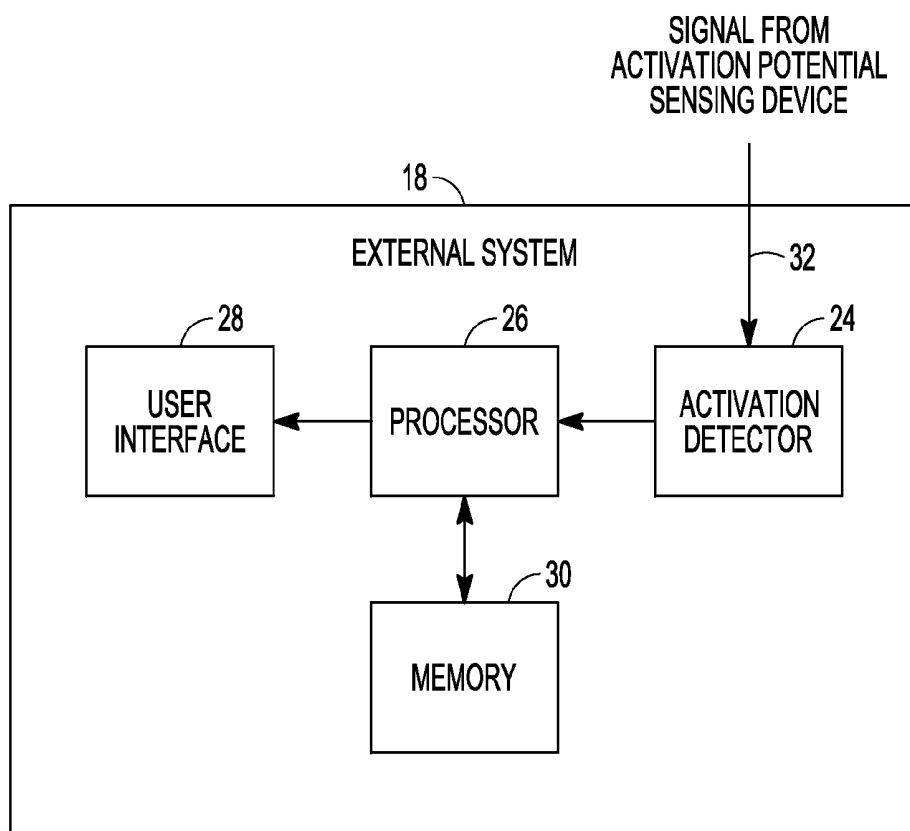 SIGNAL FROM
ACTIVATION POTENTIAL
SENSING DEVICE
18
EXTERNAL SYSTEM
32
28
26
24
USER
INTERFACE
PROCESSOR
ACTIVATION
DETECTOR
30
MEMORY